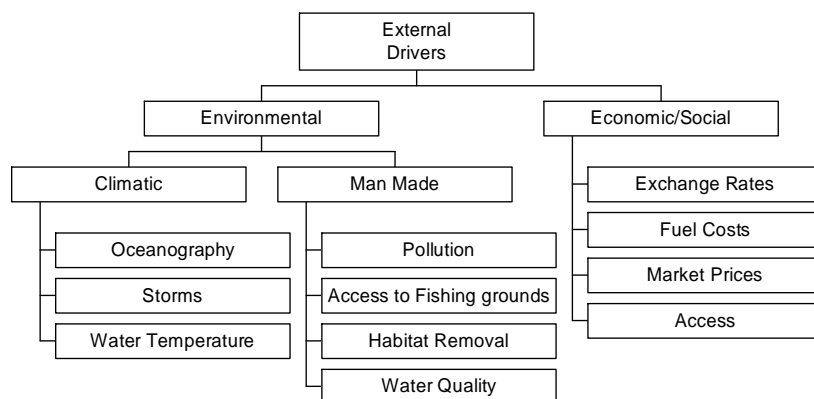 External
Drivers
Environmental
Economic/Social
Climatic
Man Made
Exchange Rates
Oceanography
Pollution
Fuel Costs
Storms
Access to Fishing grounds
Market Prices
Water Temperature
Habitat Removal
Access
Water Quality